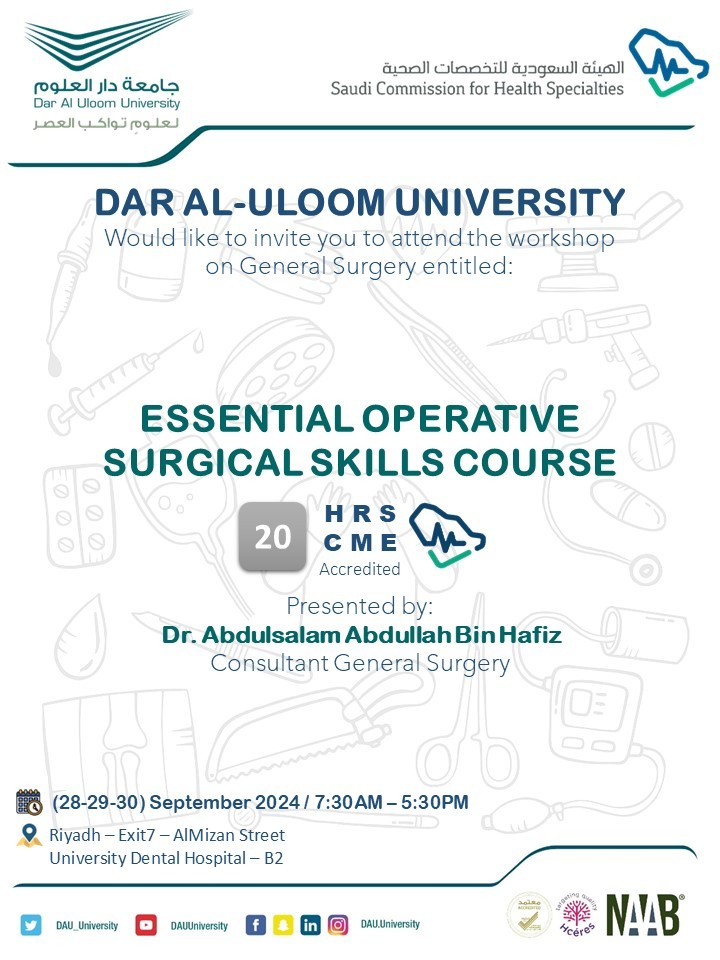 جامعة دار العلوم
Dar Al Uloom University
لعلوم تواكب العصر
الهيئة السعودية للتخصصات الصحية
Saudi Commission for Health Specialties
DAR AL-ULOOM UNIVERSITY
Would like to invite you to attend the workshop
on General Surgery entitled:
ESSENTIAL OPERATIVE
SURGICAL SKILLS COURSE
20
HRS
CME
Accredited
Presented by:
Dr. Abdulsalam Abdullah Bin Hafiz
Consultant General Surgery
(28-29-30) September 2024 / 7:30AM – 5:30PM
Riyadh – Exit7 – AlMizan Street
University Dental Hospital – B2
DAU_University
DAUUniversity
DAU.University
معتمد
ACCREDITED
targeting quality
Hcéres
NAAB®